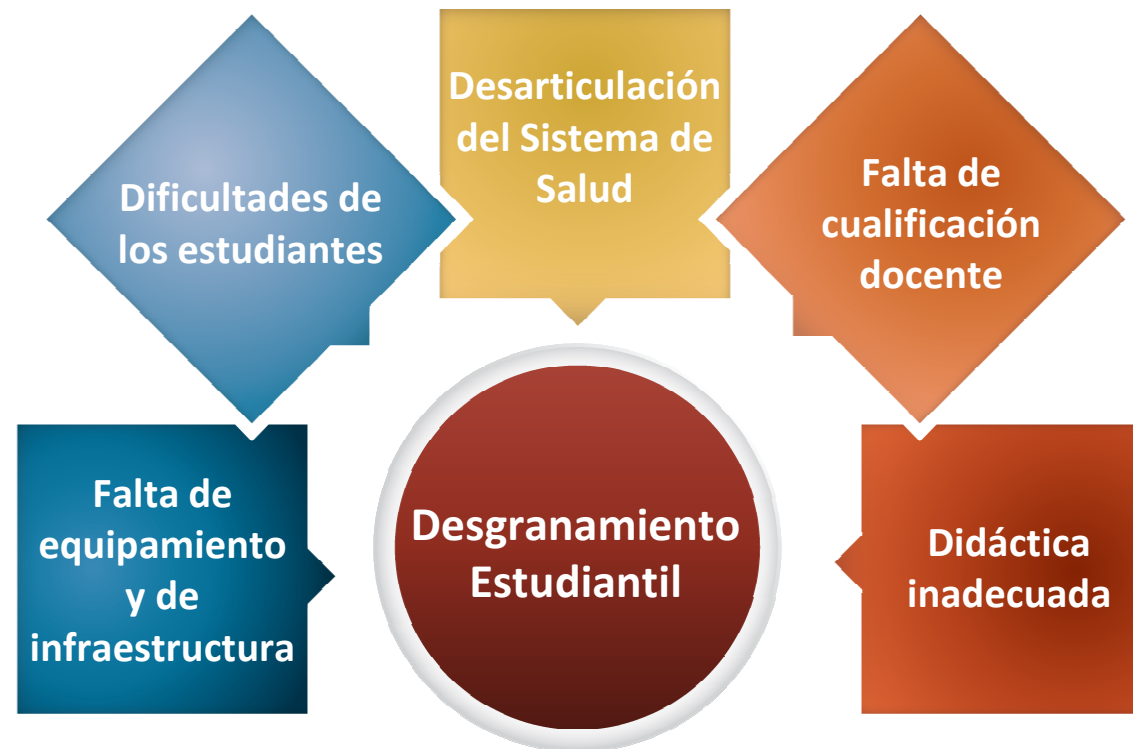 Desarticulación
del Sistema de
Salud
Dificultades de
los estudiantes
Falta de
cualificación
docente
Falta de
equipamiento
y de
infraestructura
Desgranamiento
Estudiantil
Didáctica
inadecuada